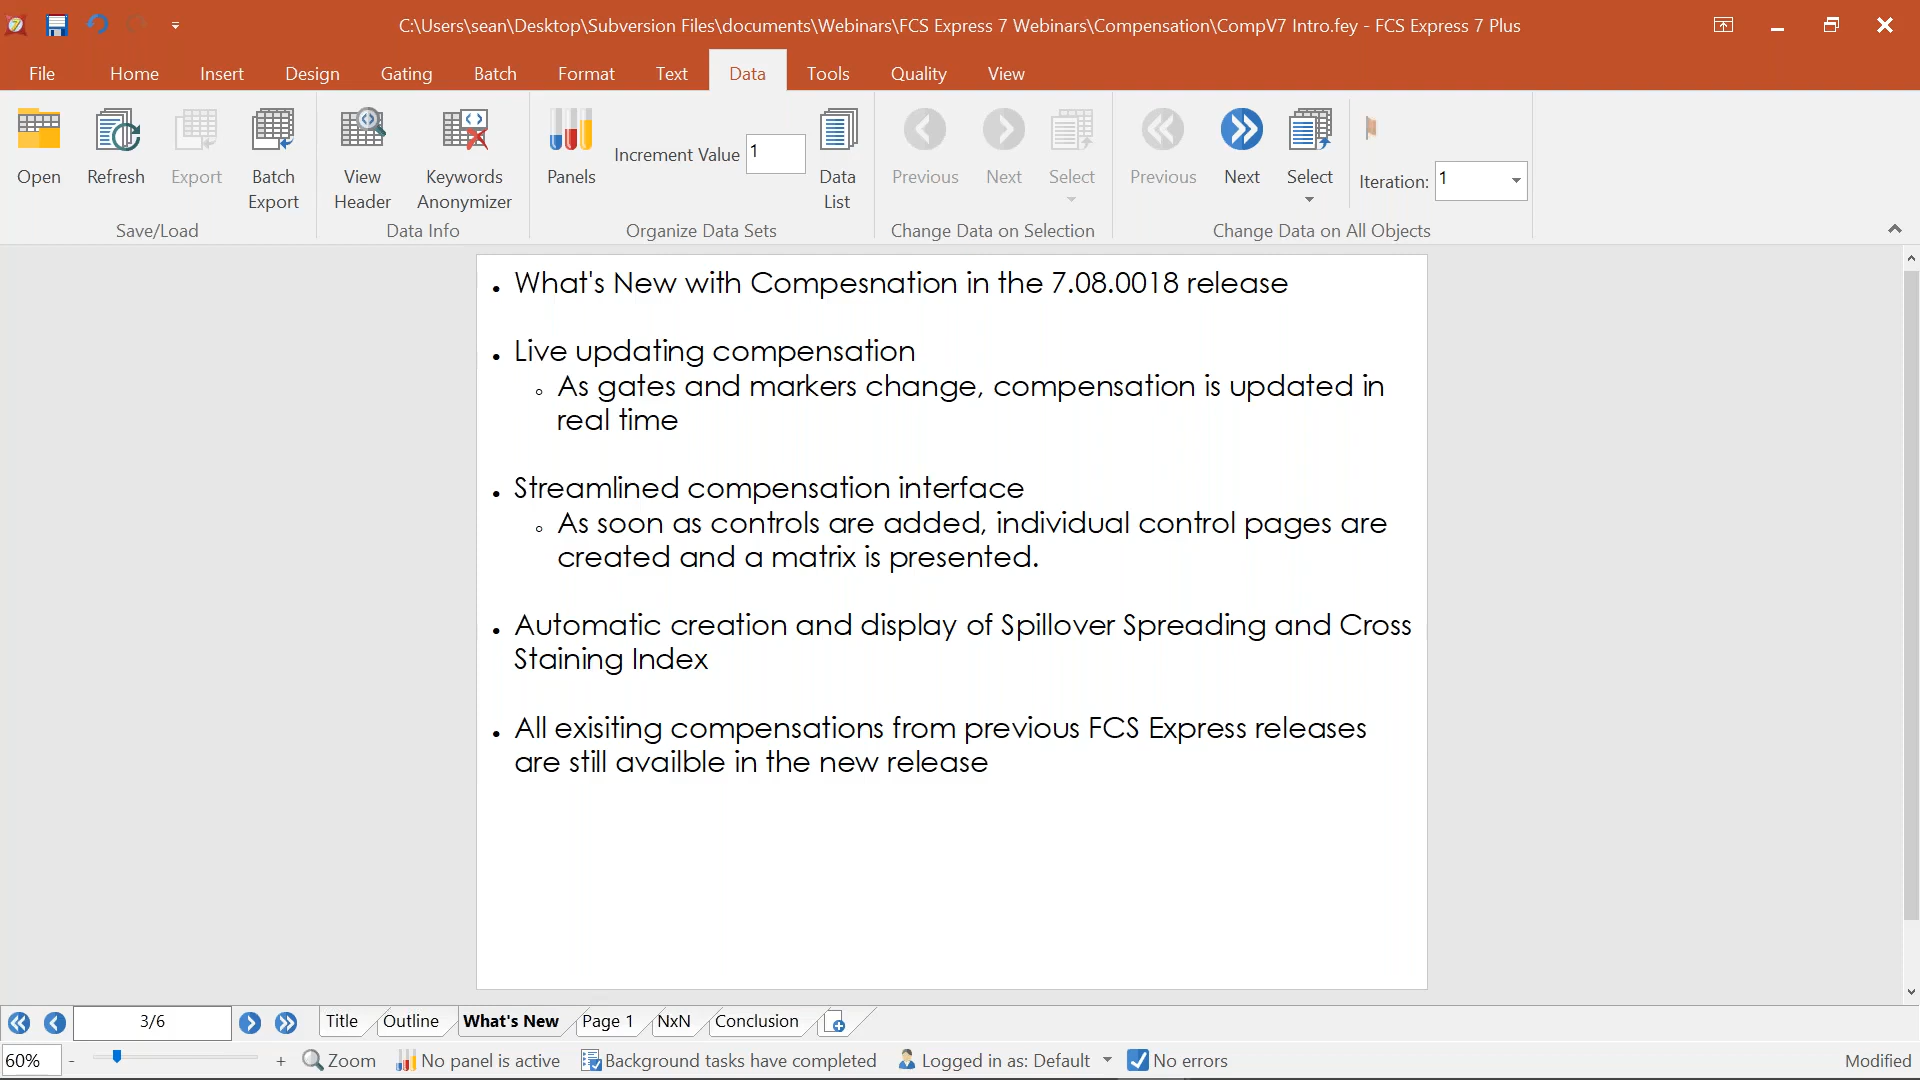 C:\Users\sean\Desktop\Subversion Files\documents\Webinars\FCS Express 7 Webinars\Compensation\CompV7 Intro.fey - FCS Express 7 Plus
File Home Insert Design Gating Batch Format Text Data Tools Quality View
Open Refresh Export Batch Export
Save/Load
View Header Keywords Anonymizer
Data Info
Panels Increment Value 1 Data List
Organize Data Sets
Previous Next Select
Change Data on Selection
Previous Next Select Iteration: 1
Change Data on All Objects
• What's New with Compesnation in the 7.08.0018 release
• Live updating compensation
◦ As gates and markers change, compensation is updated in
real time
• Streamlined compensation interface
◦ As soon as controls are added, individual control pages are
created and a matrix is presented.
• Automatic creation and display of Spillover Spreading and Cross
Staining Index
• All exisiting compensations from previous FCS Express releases
are still availble in the new release
3/6 Title Outline What's New Page 1 NxN Conclusion
60% - + Zoom No panel is active Background tasks have completed Logged in as: Default No errors Modified